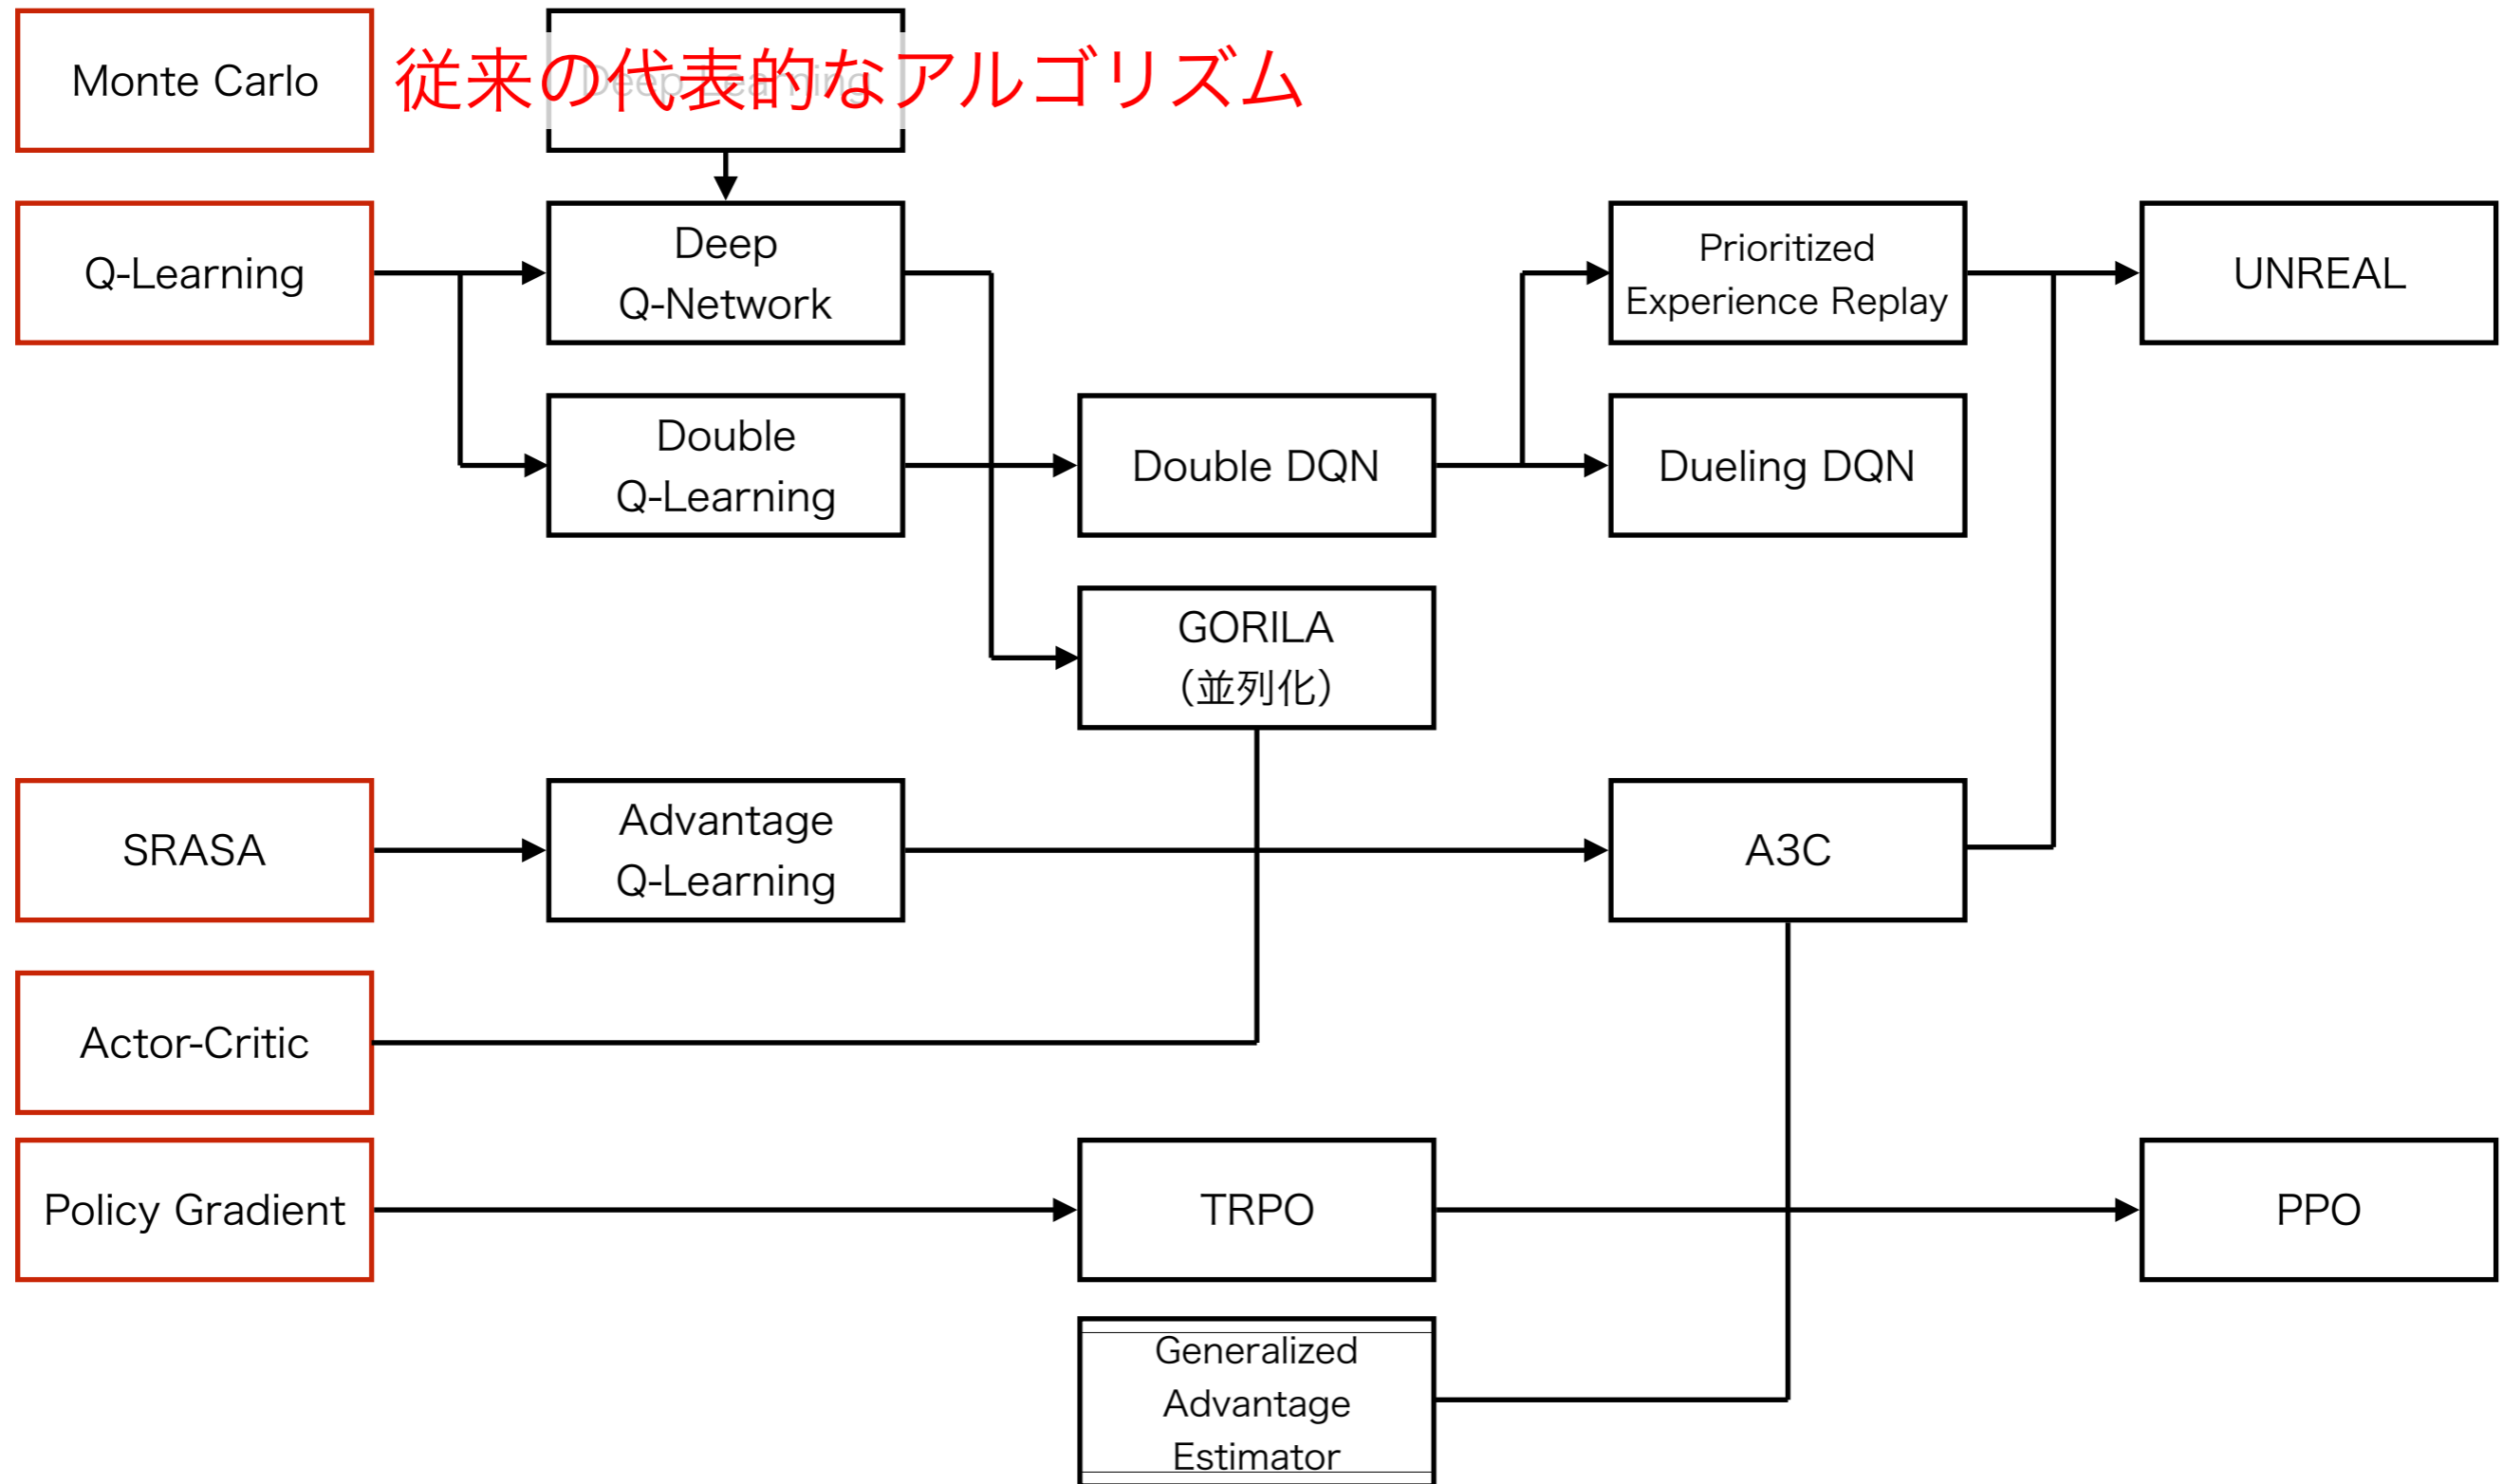 Monte Carlo
従来の代表的なアルゴリズム
Deep Learning
Q-Learning
Deep
Q-Network
Prioritized
Experience Replay
UNREAL
Double
Q-Learning
Double DQN
Dueling DQN
GORILA
（並列化）
SRASA
Advantage
Q-Learning
A3C
Actor-Critic
Policy Gradient
TRPO
PPO
Generalized
Advantage
Estimator